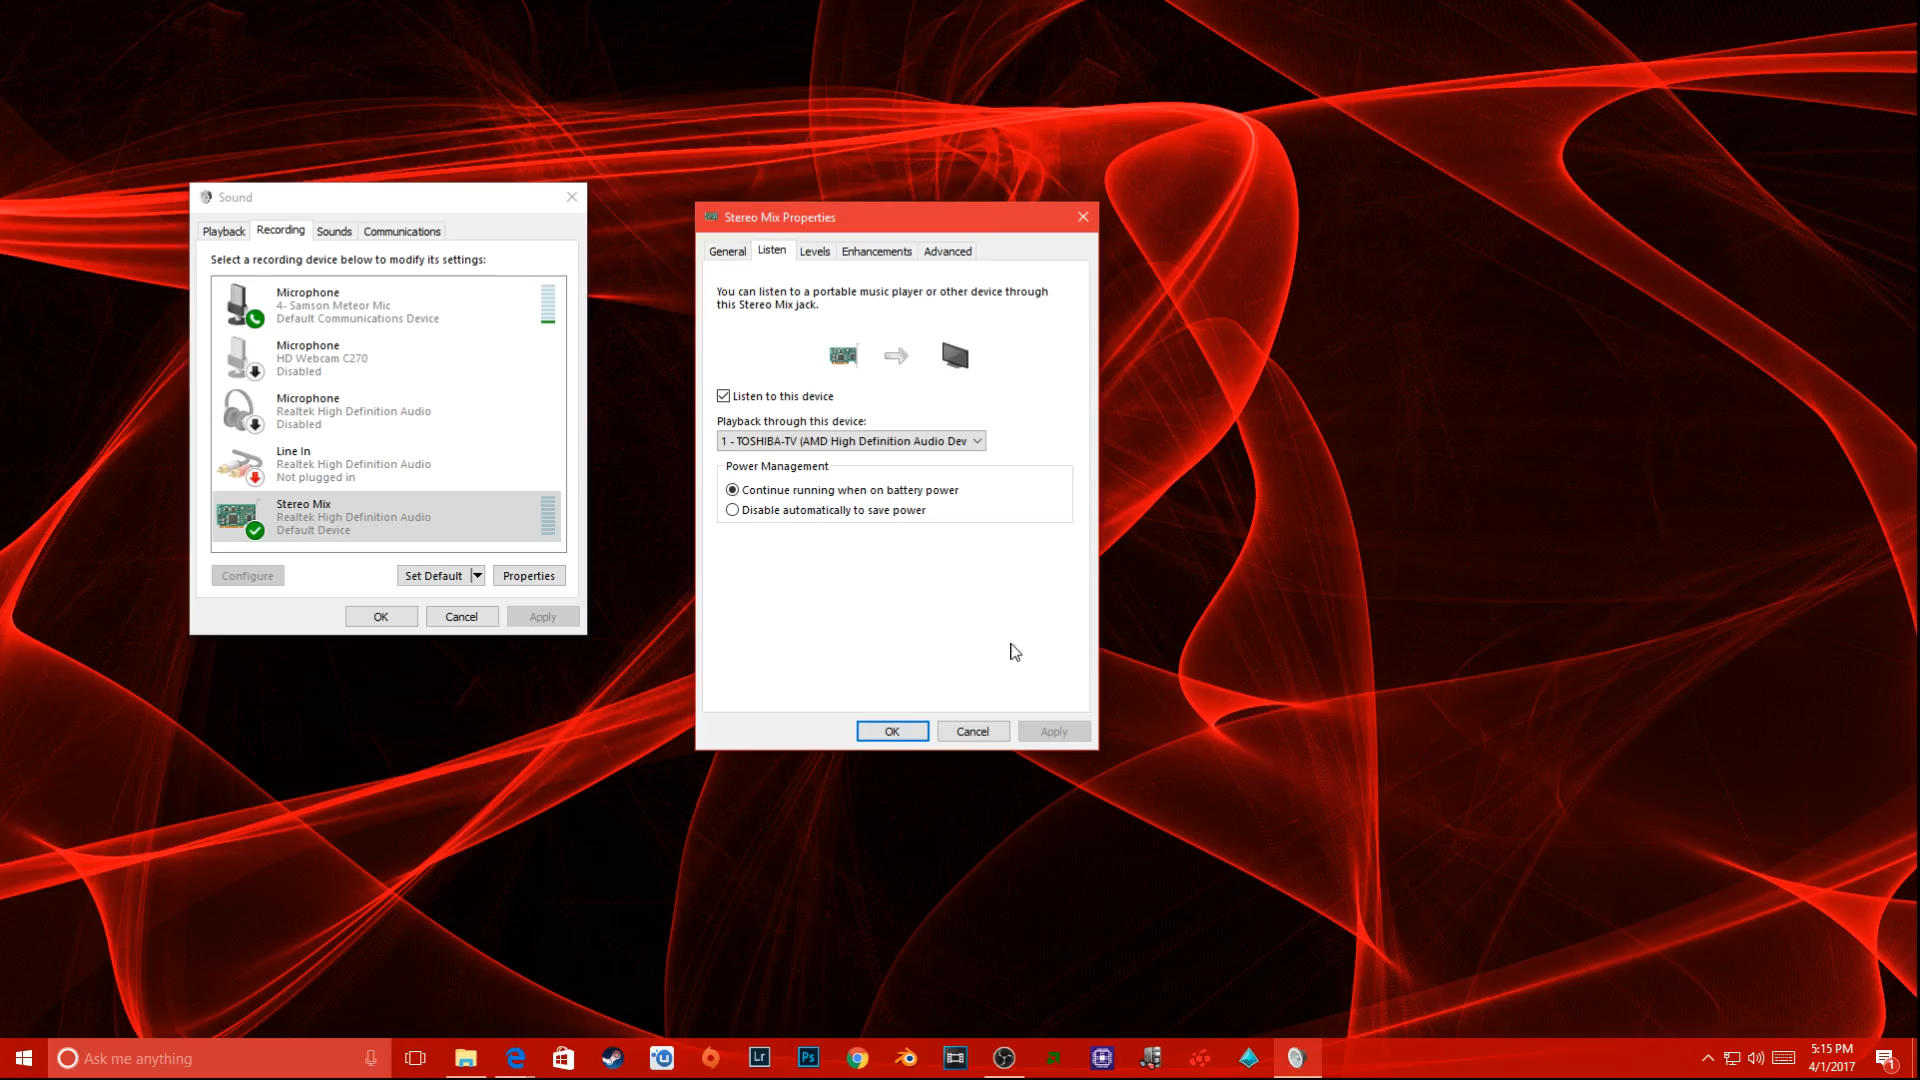 Sound
Playback
Recording
Sounds
Communications
Select a recording device below to modify its settings:
Microphone
4- Samson Meteor Mic
Default Communications Device
Microphone
HD Webcam C270
Disabled
Microphone
Realtek High Definition Audio
Disabled
Line In
Realtek High Definition Audio
Not plugged in
Stereo Mix
Realtek High Definition Audio
Default Device
Configure
Set Default
Properties
OK
Cancel
Apply
Stereo Mix Properties
General
Listen
Levels
Enhancements
Advanced
You can listen to a portable music player or other device through
this Stereo Mix jack.
Listen to this device
Playback through this device:
1 - TOSHIBA-TV (AMD High Definition Audio Dev
Power Management
Continue running when on battery power
Disable automatically to save power
OK
Cancel
Apply
Ask me anything
Lr
Ps
5:15 PM
4/1/2017
1